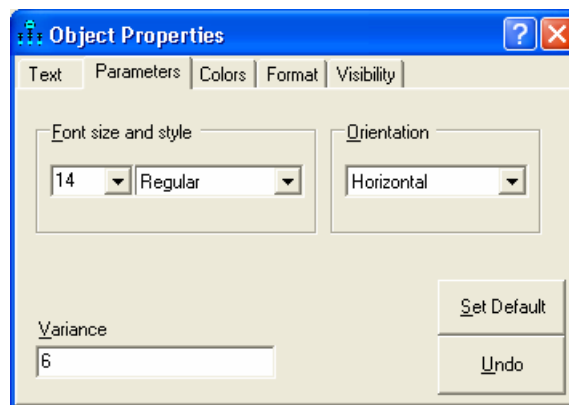 Object Properties
Text Parameters Colors Format Visibility
Font size and style
14 Regular
Orientation
Horizontal
Set Default
Variance
6
Undo